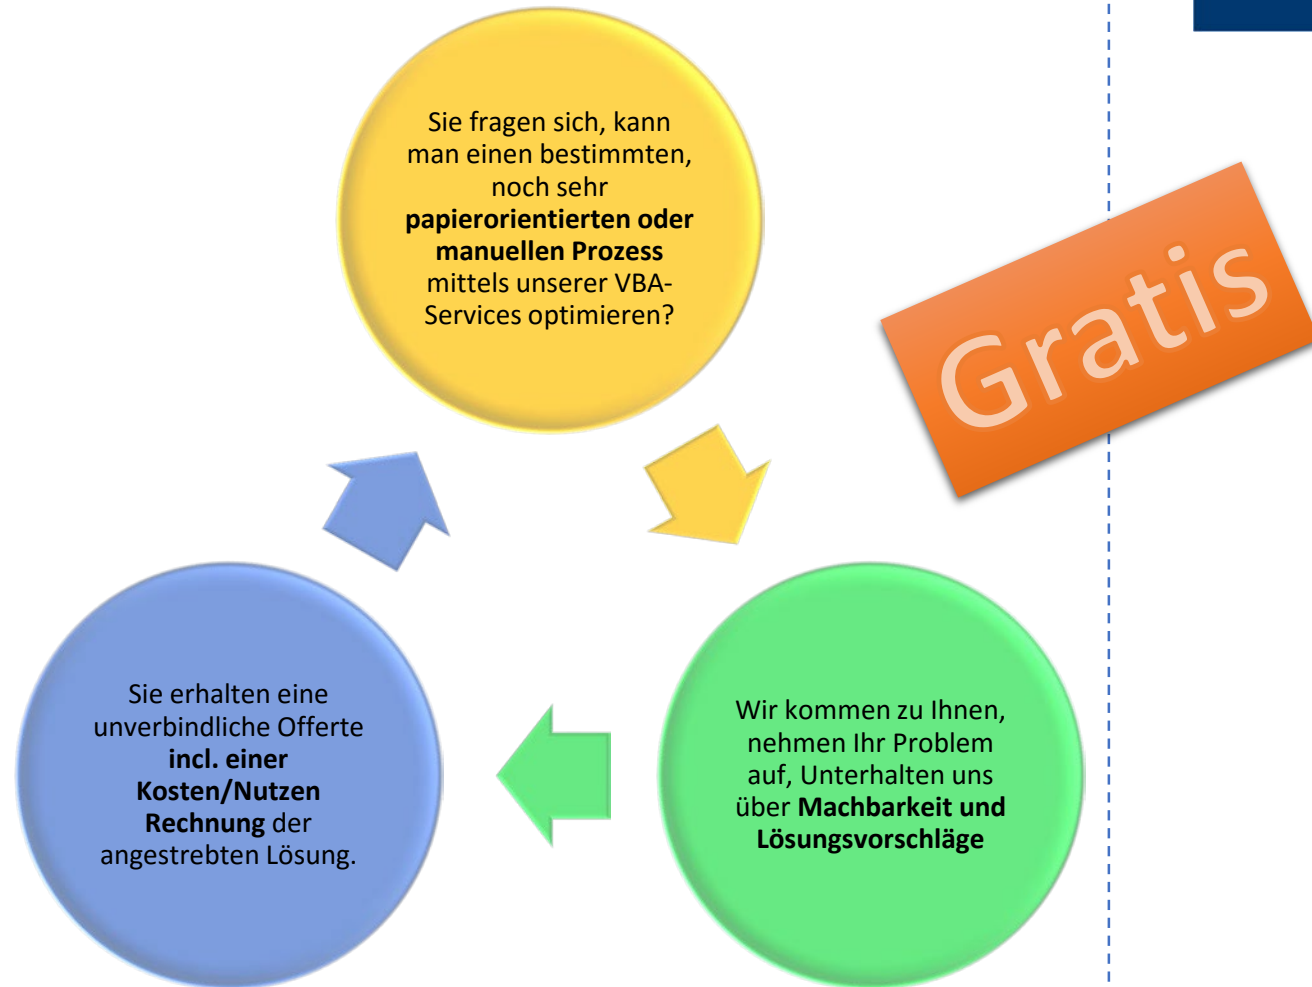 Sie fragen sich, kann
man einen bestimmten,
noch sehr
papierorientierten oder
manuellen Prozess
mittels unserer VBA-
Services optimieren?
Gratis
Sie erhalten eine
unverbindliche Offerte
incl. einer
Kosten/Nutzen
Rechnung der
angestrebten Lösung.
Wir kommen zu Ihnen,
nehmen Ihr Problem
auf, Unterhalten uns
über Machbarkeit und
Lösungsvorschläge